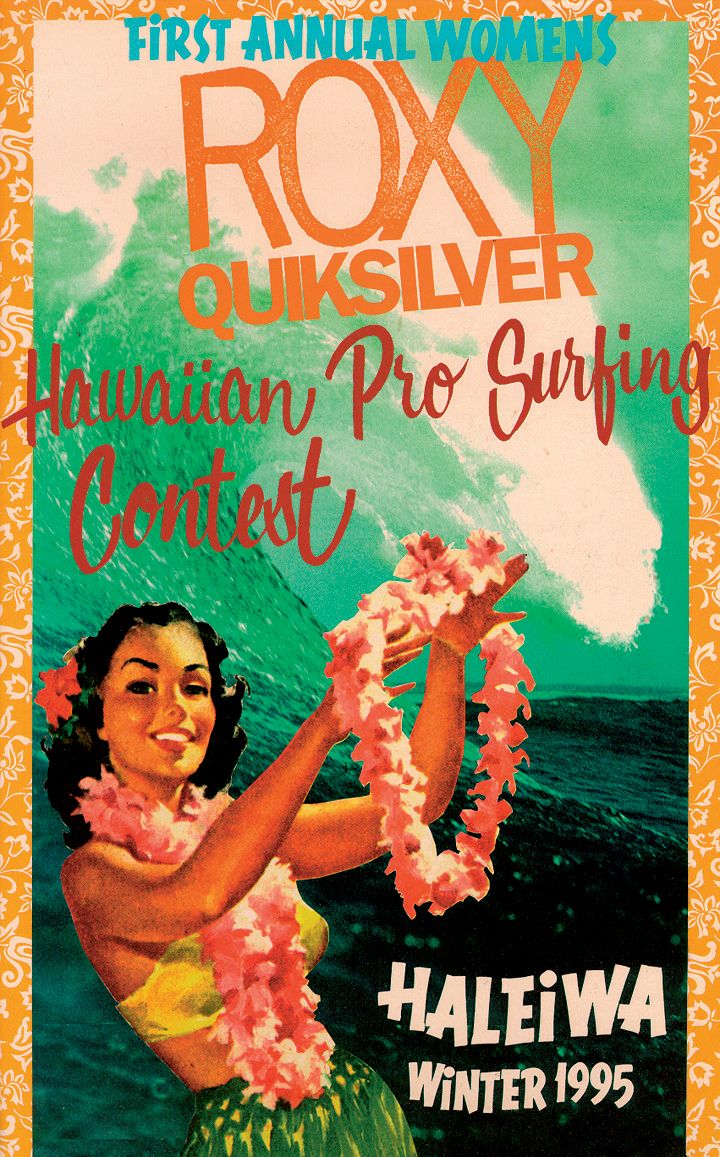 FiRST ANNUAL WOMENS
ROXY
QUIKSILVER
Hawaiian Pro Surfing
Contest
HALEiWA
WiNTER 1995